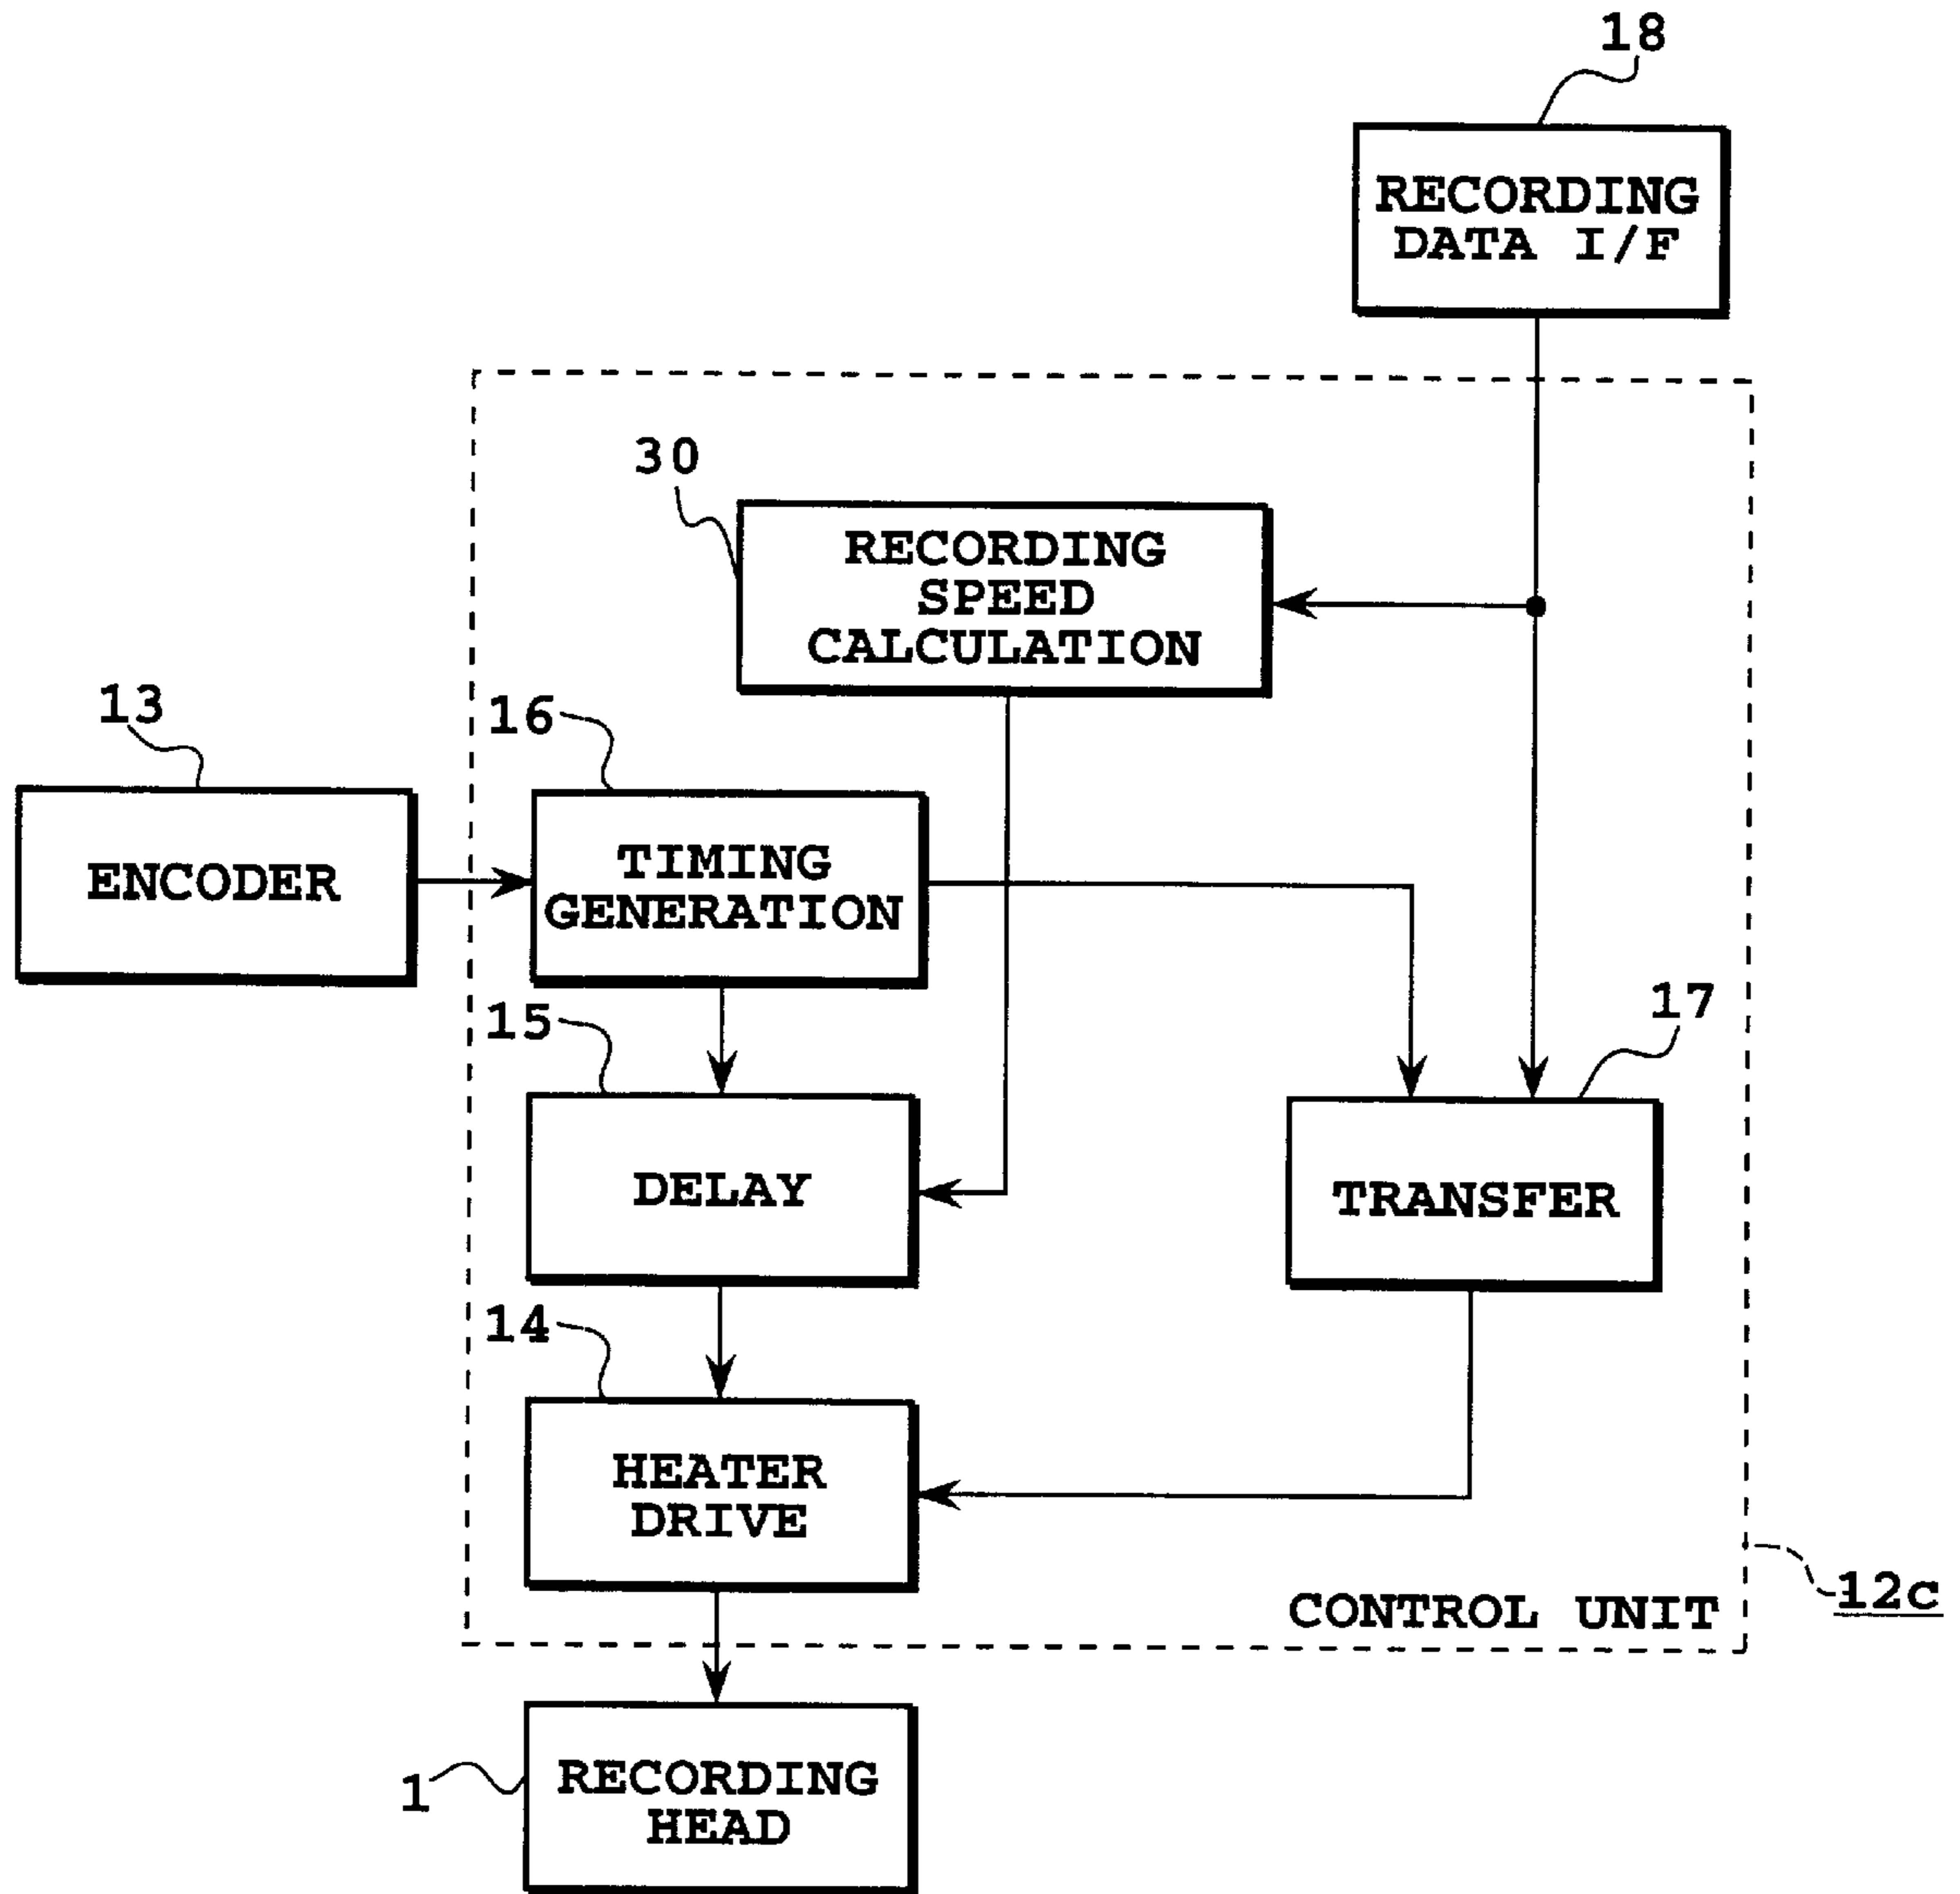 18
RECORDING
DATA I/F
30
RECORDING
SPEED
CALCULATION
13
16
ENCODER
TIMING
GENERATION
15
17
DELAY
TRANSFER
14
HEATER
DRIVE
CONTROL UNIT
12c
1
RECORDING
HEAD